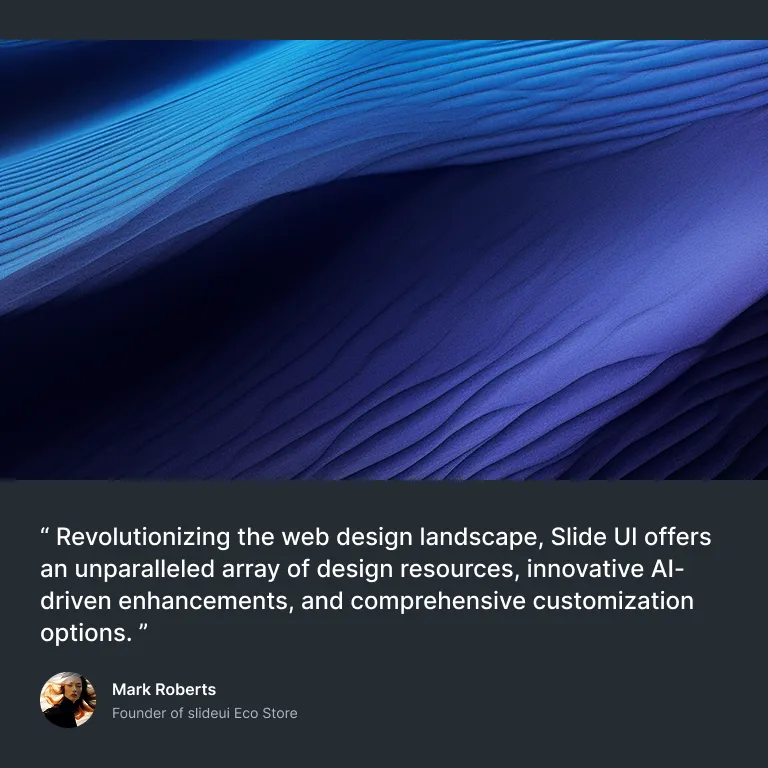 “ Revolutionizing the web design landscape, Slide UI offers
an unparalleled array of design resources, innovative AI-
driven enhancements, and comprehensive customization
options. ”
Mark Roberts
Founder of slideui Eco Store